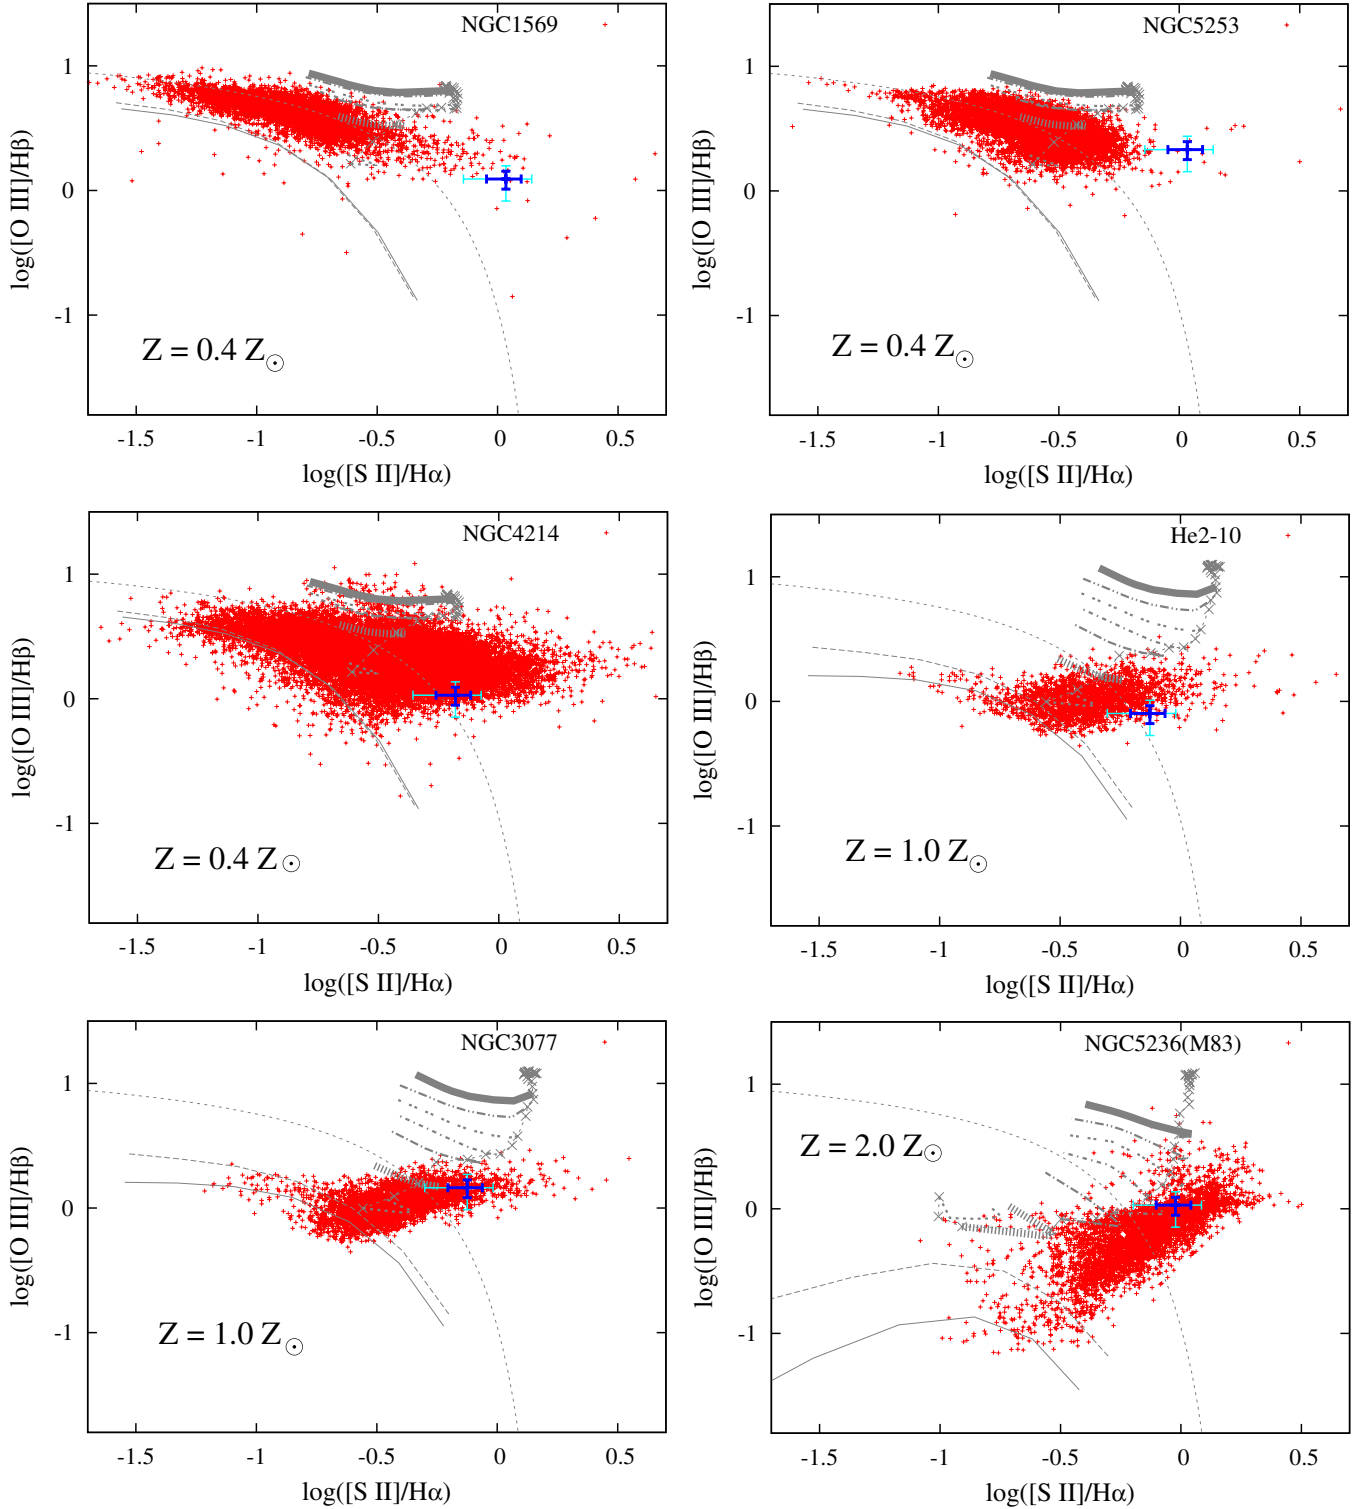 NGC1569
1
0
-1
log([O III]/Hβ)
Z = 0.4 Z☉
-1.5 -1 -0.5 0 0.5
log([S II]/Hα)
NGC5253
1
0
-1
log([O III]/Hβ)
Z = 0.4 Z☉
-1.5 -1 -0.5 0 0.5
log([S II]/Hα)
NGC4214
1
0
-1
log([O III]/Hβ)
Z = 0.4 Z☉
-1.5 -1 -0.5 0 0.5
log([S II]/Hα)
He2-10
1
0
-1
log([O III]/Hβ)
Z = 1.0 Z☉
-1.5 -1 -0.5 0 0.5
log([S II]/Hα)
NGC3077
1
0
-1
log([O III]/Hβ)
Z = 1.0 Z☉
-1.5 -1 -0.5 0 0.5
log([S II]/Hα)
NGC5236(M83)
1
0
-1
log([O III]/Hβ)
Z = 2.0 Z☉
-1.5 -1 -0.5 0 0.5
log([S II]/Hα)